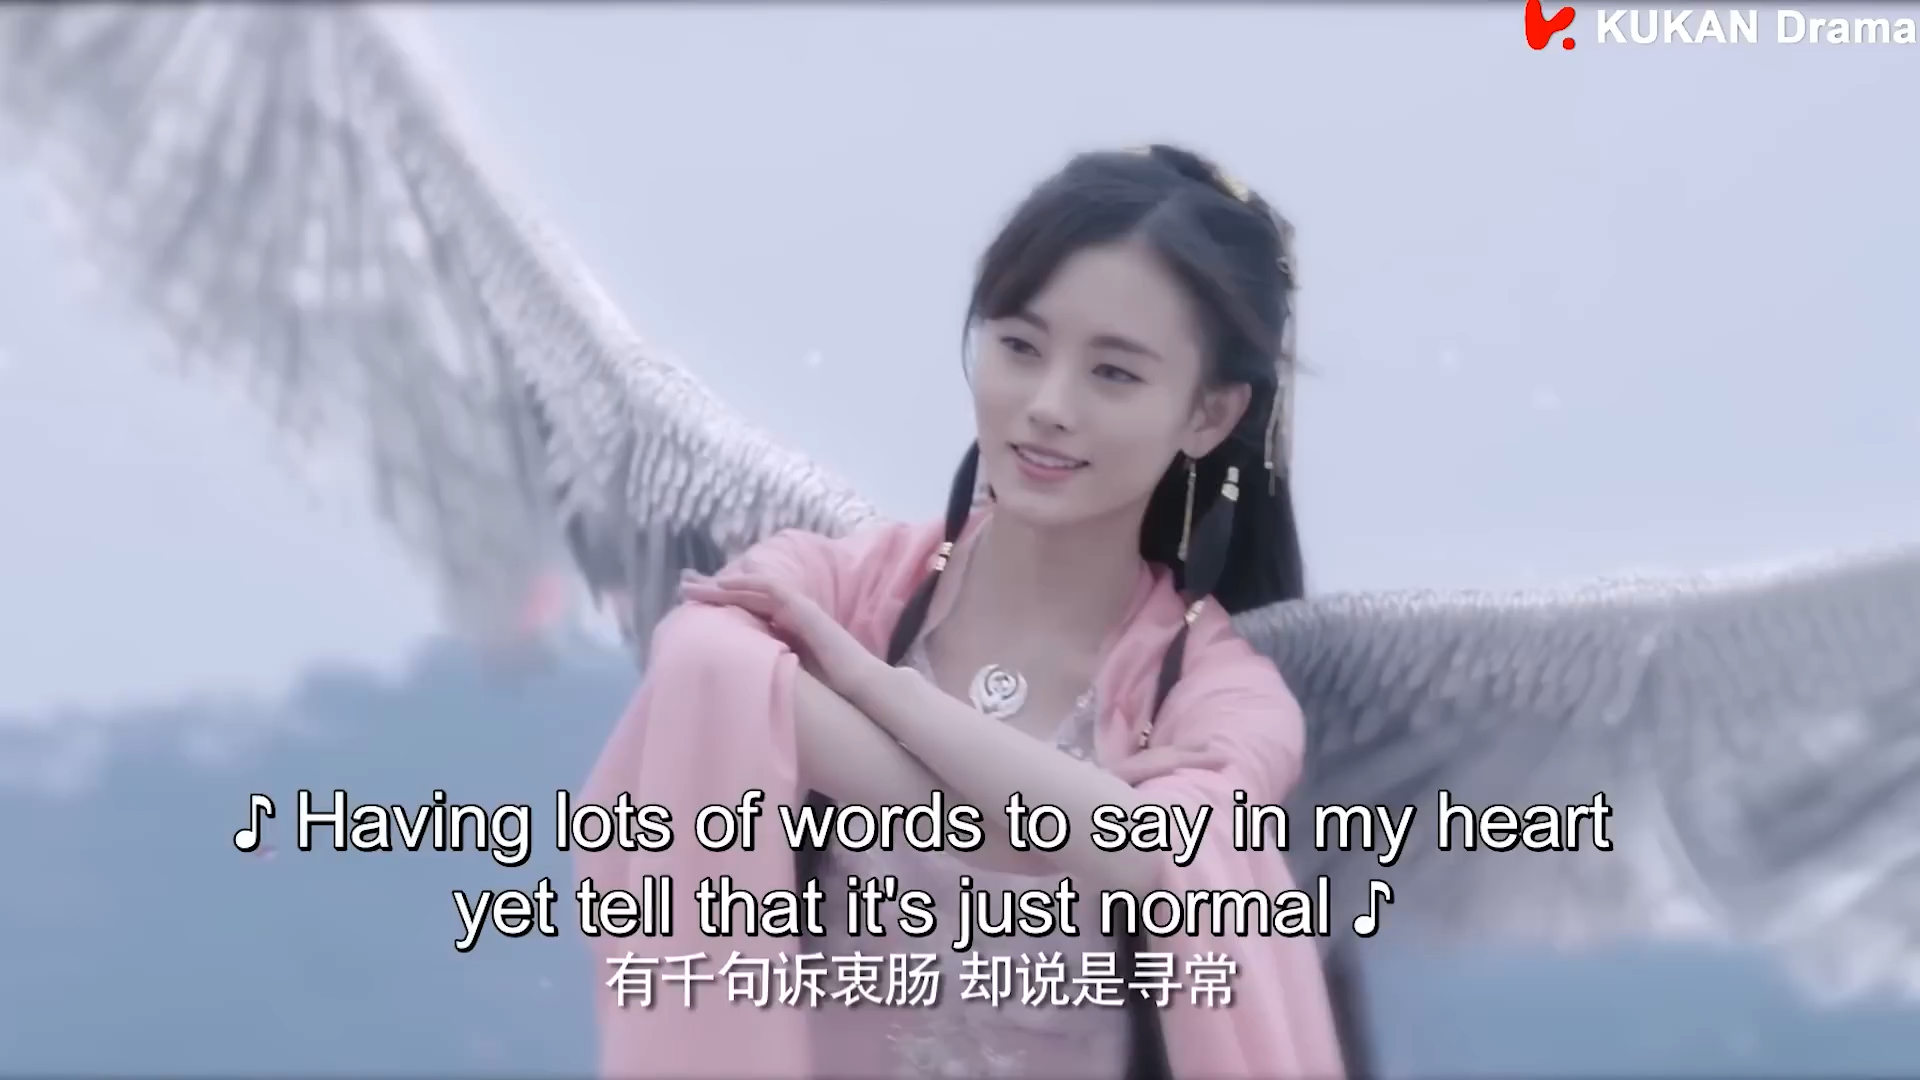 KUKAN Drama
♪ Having lots of words to say in my heart
yet tell that it's just normal ♪
有千句诉衷肠 却说是寻常